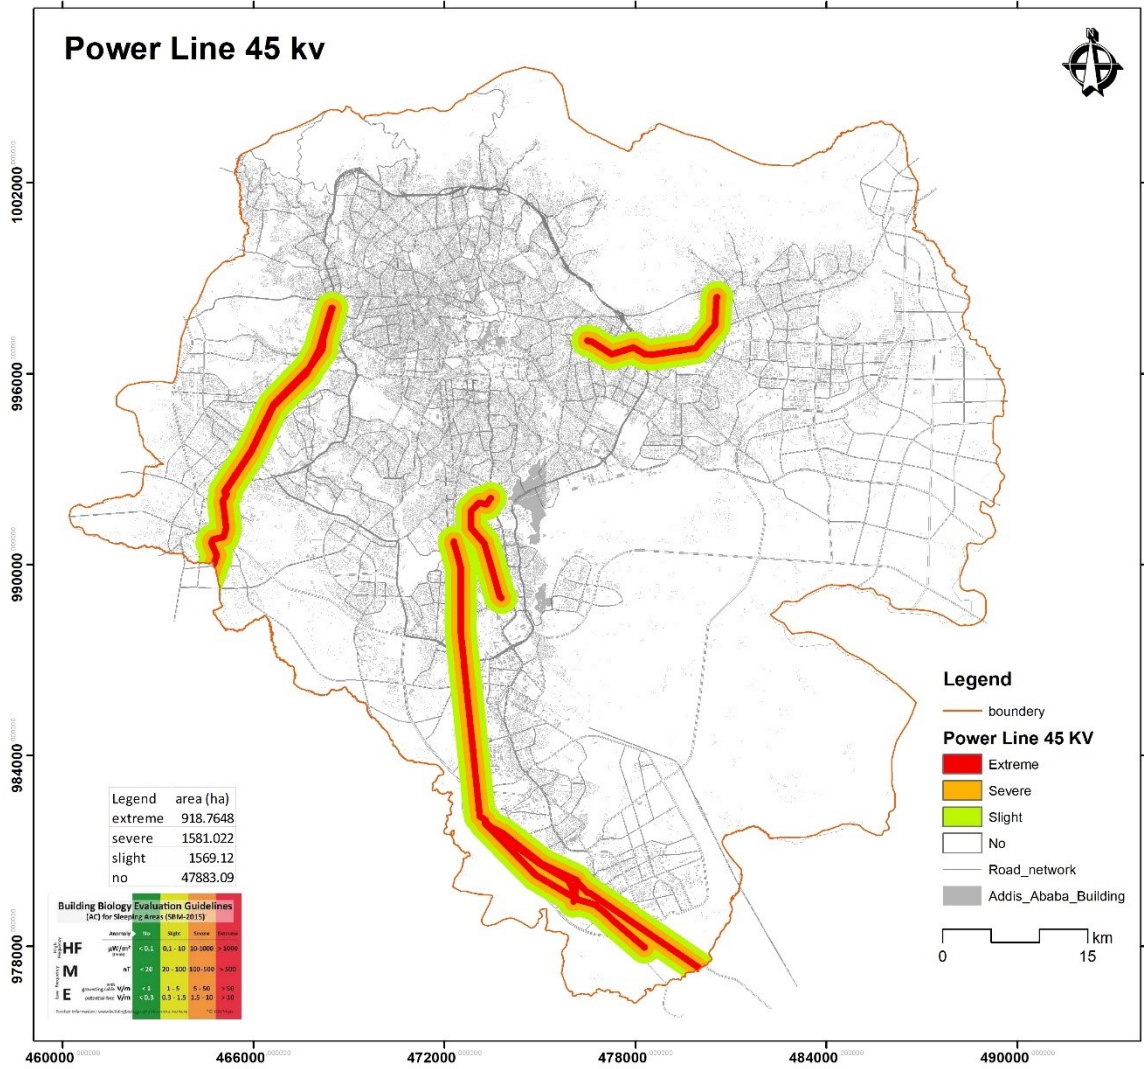 Power Line 45 kv
N
1002000
996000
990000
984000
978000
460000
466000
472000
478000
484000
490000
Legend
boundery
Power Line 45 KV
Extreme
Severe
Slight
No
Road_network
Addis_Ababa_Building
km
0 15
Legend area (ha)
extreme 918.7648
severe 1581.022
slight 1569.12
no 47883.09
Building Biology Evaluation Guidelines
(AC) for Sleeping Areas (SBM-2015)
Anomaly No Slight Severe Extreme
HF µW/m² < 0.1 0.1 - 10 10-1000 > 1000
M nT < 20 20 - 100 100-500 > 500
E V/m < 1 1 - 5 5 - 50 > 50
potential-free V/m < 0.3 0.3 - 1.5 1.5 - 10 > 10
Further Information: